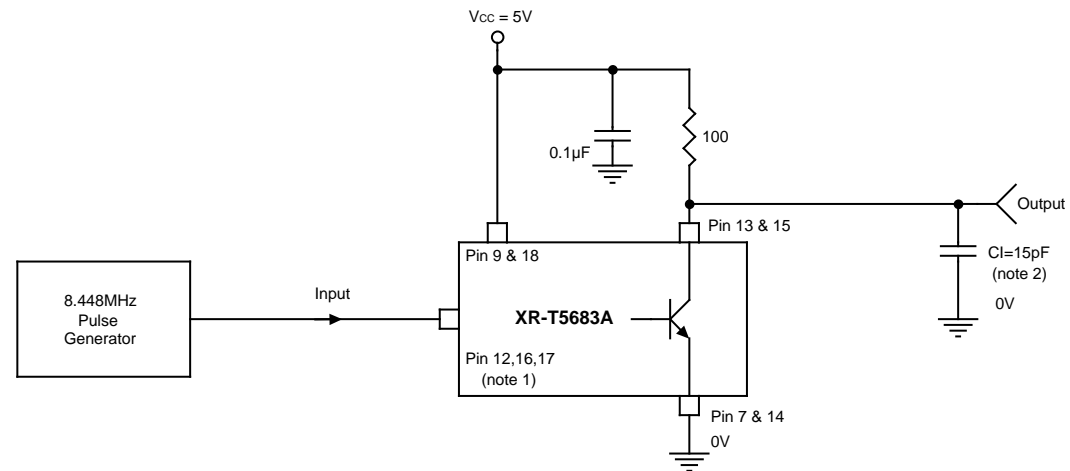 Vcc = 5V
0.1µF
100
Pin 13 & 15
Output
Pin 9 & 18
CI=15pF
(note 2)
0V
8.448MHz
Pulse
Generator
Input
XR-T5683A
Pin 12,16,17
(note 1)
Pin 7 & 14
0V